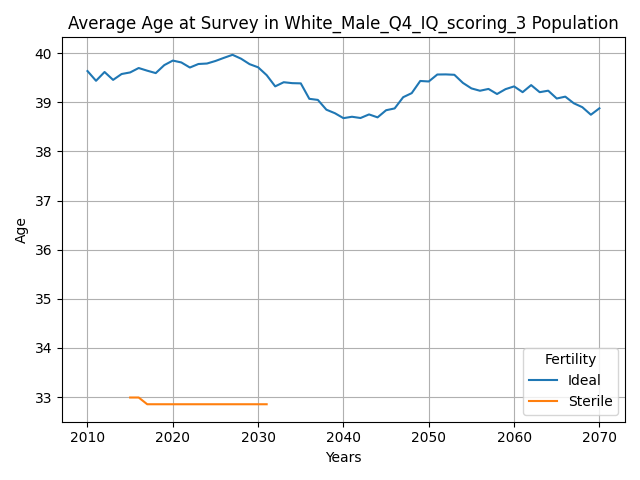 Average Age at Survey in White_Male_Q4_IQ_scoring_3 Population
40
39
38
37
36
35
34
33
Age
Fertility
Ideal
Sterile
2010 2020 2030 2040 2050 2060 2070
Years